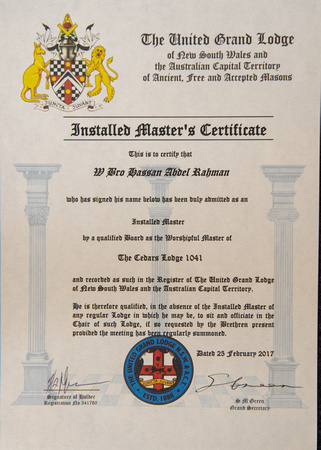 The United Grand Lodge
of New South Wales and
the Australian Capital Territory
of Ancient, Free and Accepted Masons
Installed Master's Certificate
This is to certify that
W Bro Hassan Abdel Rahman
who has signed his name below has been duly admitted as an
Installed Master
by a qualified Board as the Worshipful Master of
The Cedars Lodge 1041
and recorded as such in the Register of The United Grand Lodge
of New South Wales and the Australian Capital Territory.
He is therefore qualified, in the absence of the Installed Master of
any regular Lodge in which he may be, to sit and officiate in the
Chair of such Lodge, if so requested by the Brethren present
provided the meeting has been regularly summoned.
Dated 25 February 2017
THE UNITED GRAND LODGE N.S.W. & A.C.T.
ESTD. 1888
Signature of Holder
Registration No 341760
S M Green
Grand Secretary